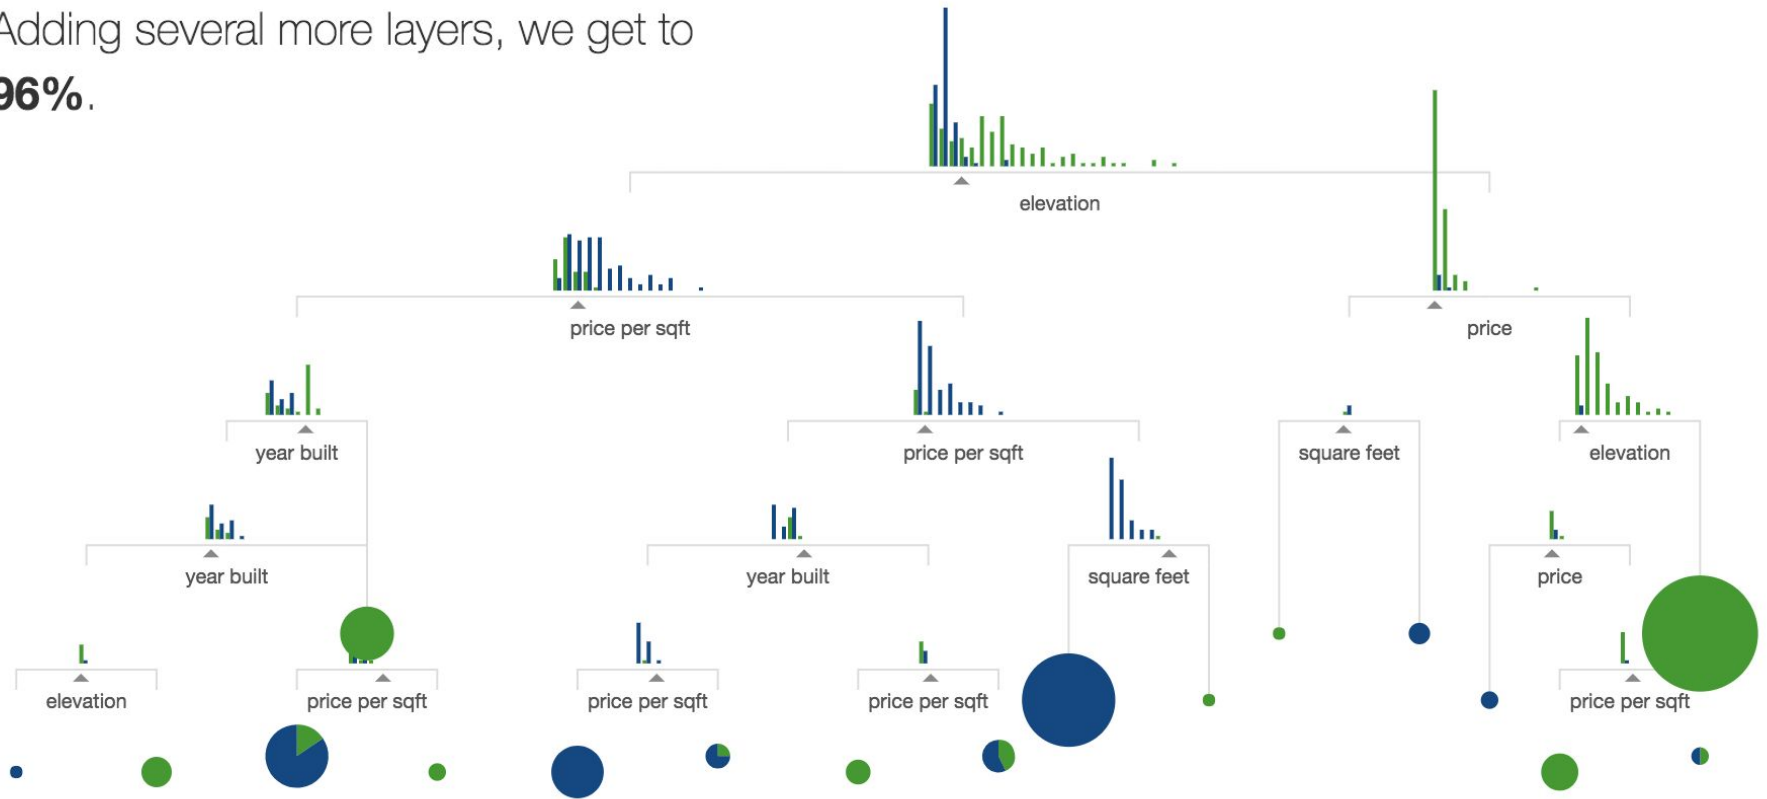 Adding several more layers, we get to
96%.
elevation
price per sqft
price
year built
price per sqft
square feet
elevation
year built
year built
square feet
price
elevation
price per sqft
price per sqft
price per sqft
price per sqft